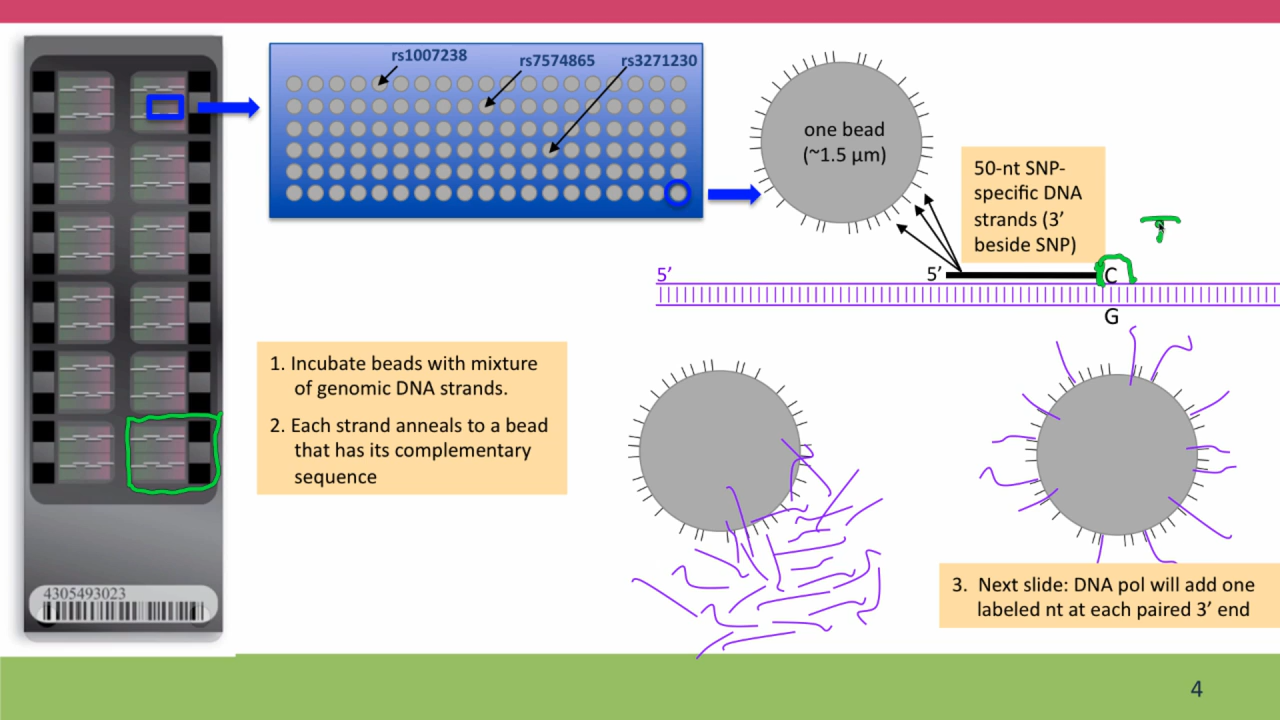 rs1007238
rs7574865
rs3271230
one bead
(~1.5 μm)
50-nt SNP-
specific DNA
strands (3’
beside SNP)
T
5’
5’
C
G
1. Incubate beads with mixture
of genomic DNA strands.
2. Each strand anneals to a bead
that has its complementary
sequence
3. Next slide: DNA pol will add one
labeled nt at each paired 3’ end
4305493023
4